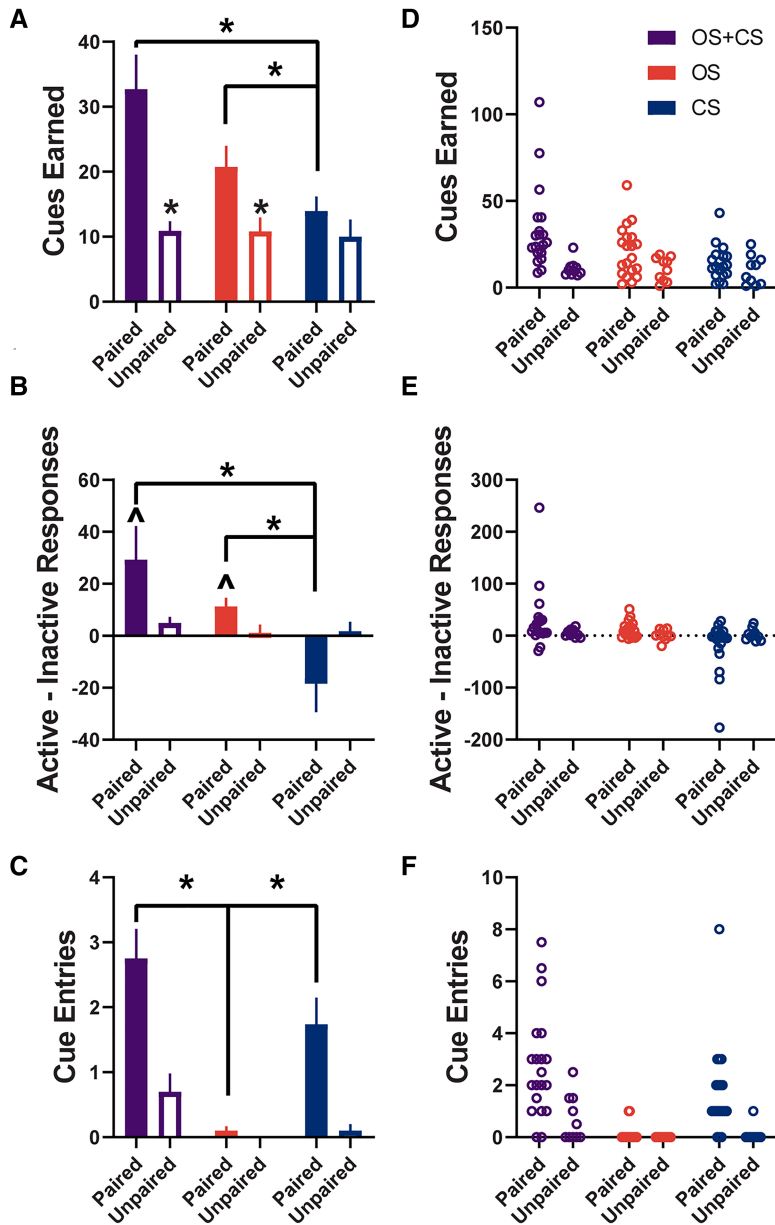 A
Cues Earned
40
30
20
10
0
*
*
*
*
Paired
Unpaired
Paired
Unpaired
Paired
Unpaired
D
Cues Earned
150
100
50
0
OS+CS
OS
CS
Paired
Unpaired
Paired
Unpaired
Paired
Unpaired
B
Active - Inactive Responses
60
40
20
0
-20
-40
*
*
^
^
Paired
Unpaired
Paired
Unpaired
Paired
Unpaired
E
Active - Inactive Responses
300
200
100
0
-100
-200
Paired
Unpaired
Paired
Unpaired
Paired
Unpaired
C
Cue Entries
4
3
2
1
0
*
*
Paired
Unpaired
Paired
Unpaired
Paired
Unpaired
F
Cue Entries
10
8
6
4
2
0
Paired
Unpaired
Paired
Unpaired
Paired
Unpaired